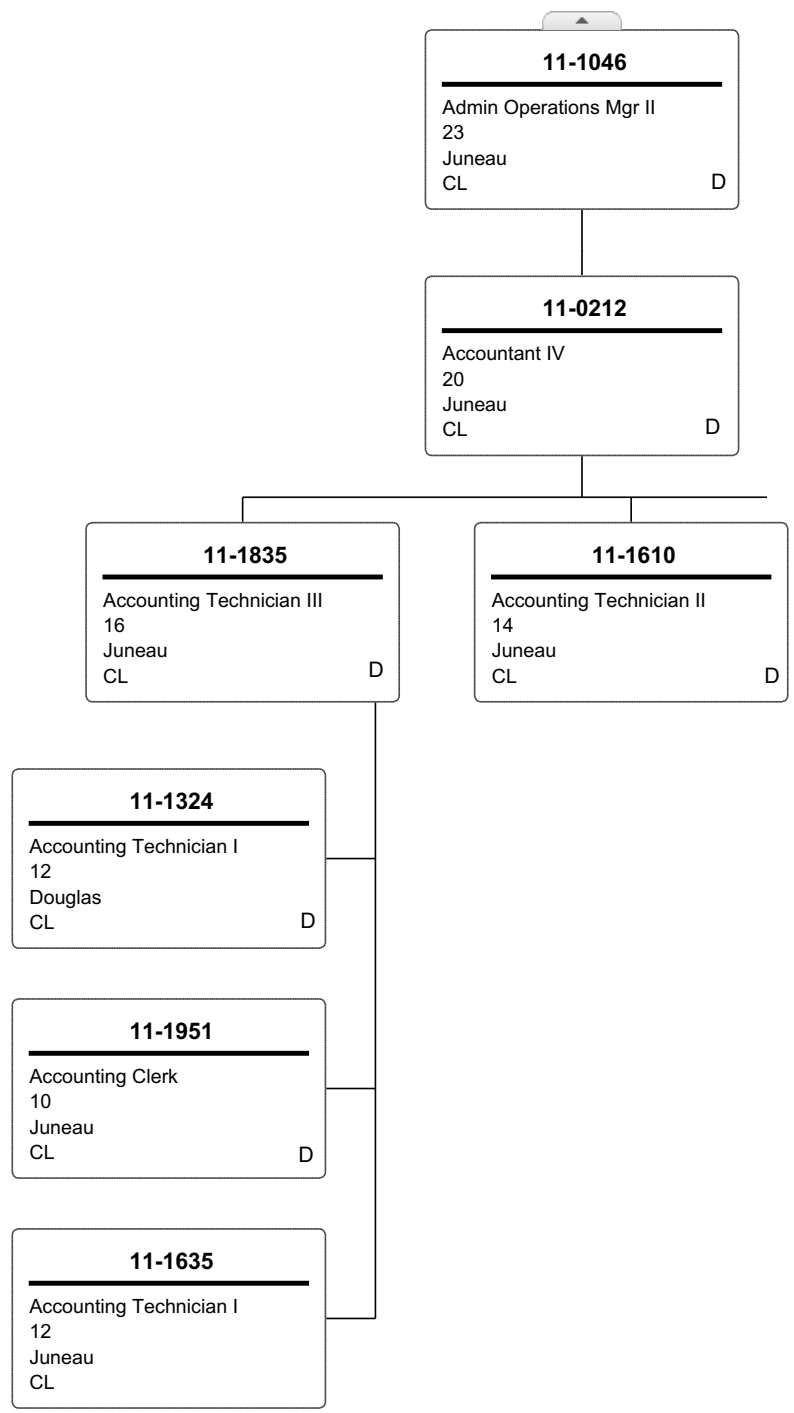 11-1046
Admin Operations Mgr II
23
Juneau
CL D
11-0212
Accountant IV
20
Juneau
CL D
11-1835
Accounting Technician III
16
Juneau
CL D
11-1610
Accounting Technician II
14
Juneau
CL D
11-1324
Accounting Technician I
12
Douglas
CL D
11-1951
Accounting Clerk
10
Juneau
CL D
11-1635
Accounting Technician I
12
Juneau
CL